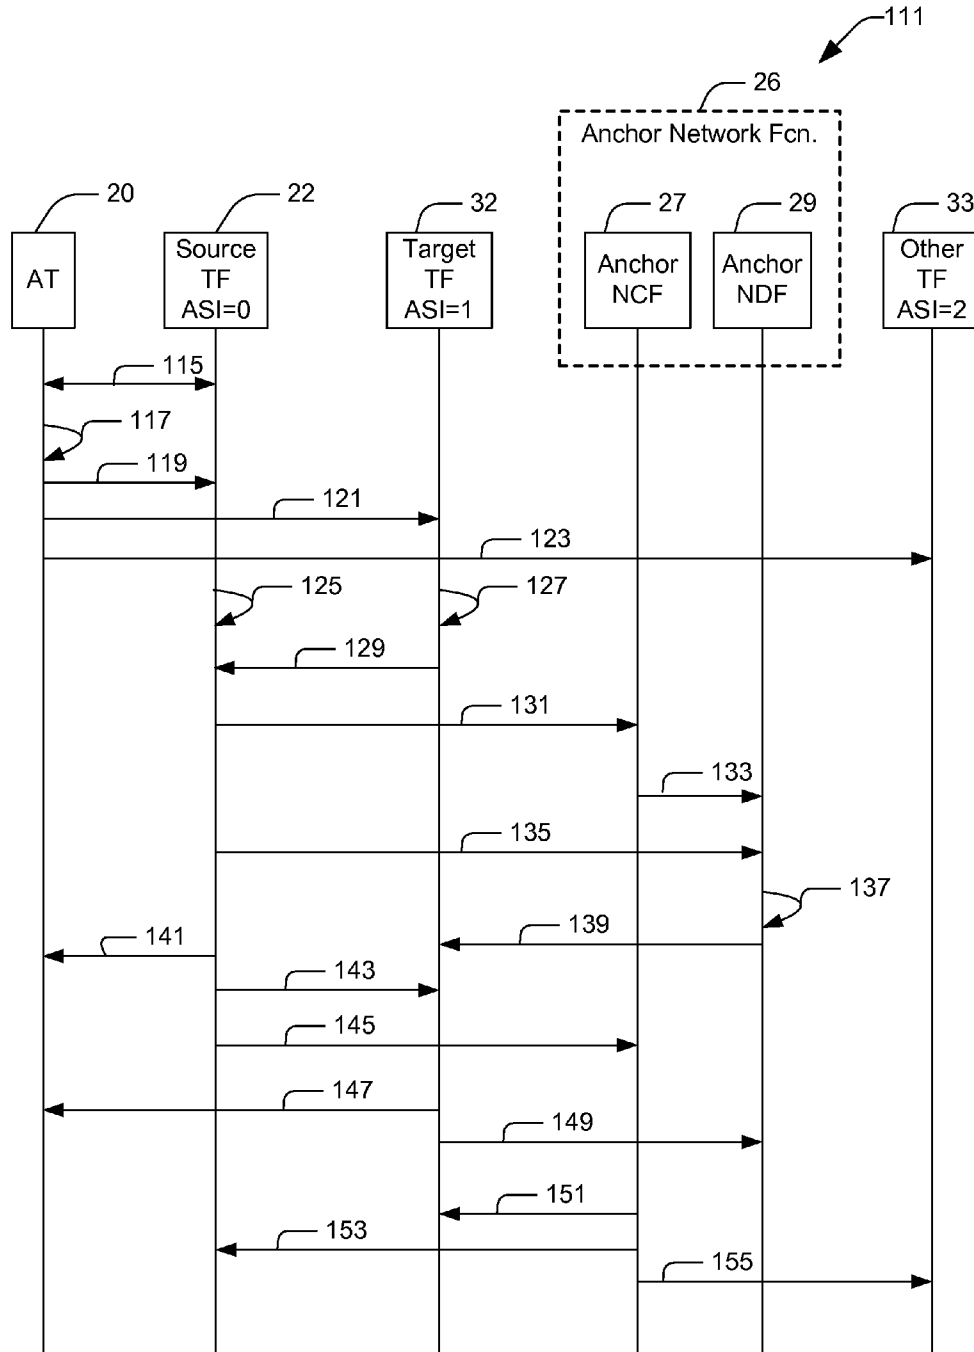 111
26
Anchor Network Fcn.
20
22
32
27
29
33
AT
Source
TF
ASI=0
Target
TF
ASI=1
Anchor
NCF
Anchor
NDF
Other
TF
ASI=2
115
117
119
121
123
125
127
129
131
133
135
137
139
141
143
145
147
149
151
153
155